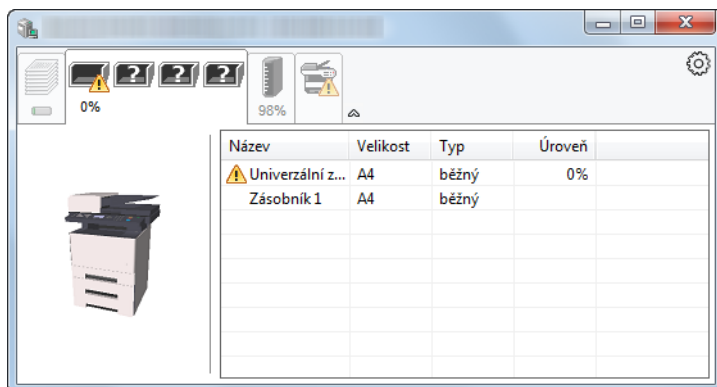 0%
98%
Název Velikost Typ Úroveň
Univerzální z... A4 běžný 0%
Zásobník 1 A4 běžný